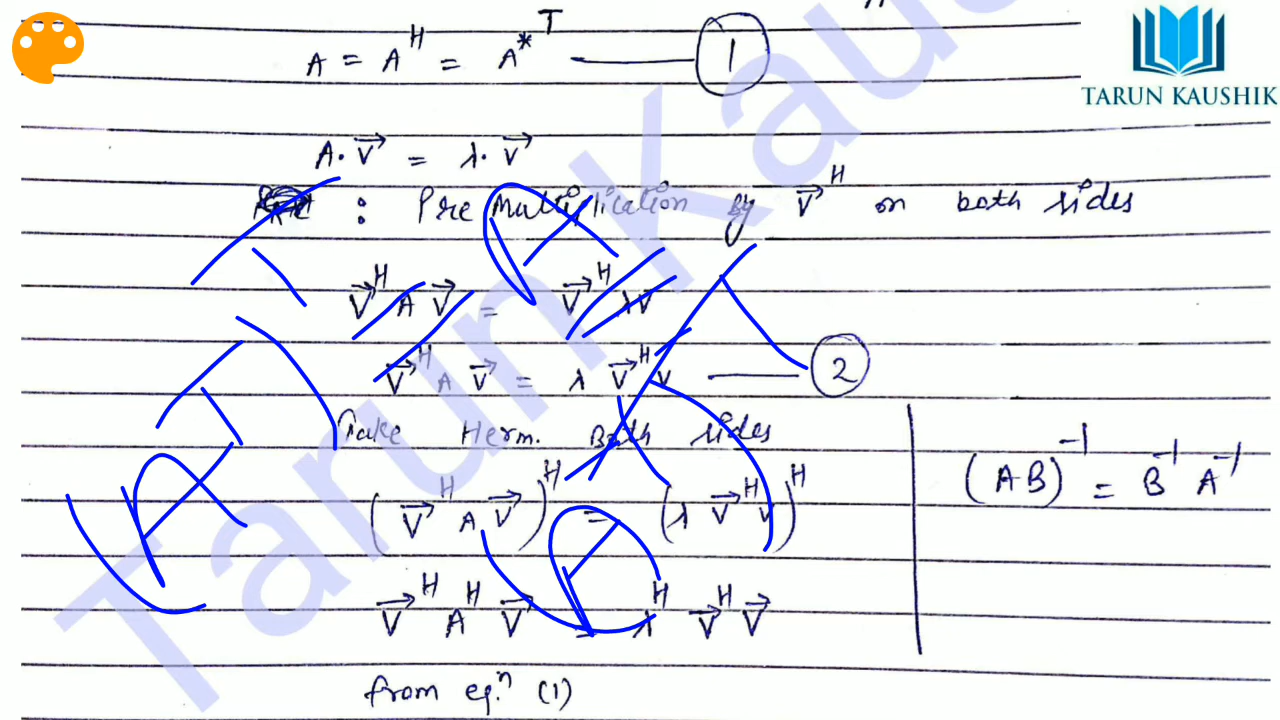 A = A^H = A*^T ——— (1)
TARUN KAUSHIK
A· v⃗ = λ· v⃗
: Pre Multiplication By v⃗^H on both sides
v⃗^H A v⃗ = v⃗^H λv⃗
v⃗^H A v⃗ = λ v⃗^H v ——— (2)
Take Herm. Both sides
(v⃗^H A v⃗)^H = (λ v⃗^H v)^H
(AB)^-1 = B^-1 A^-1
v⃗^H A^H v⃗ = λ^H v⃗^H v⃗
from eq.^n (1)
Tarun Kau